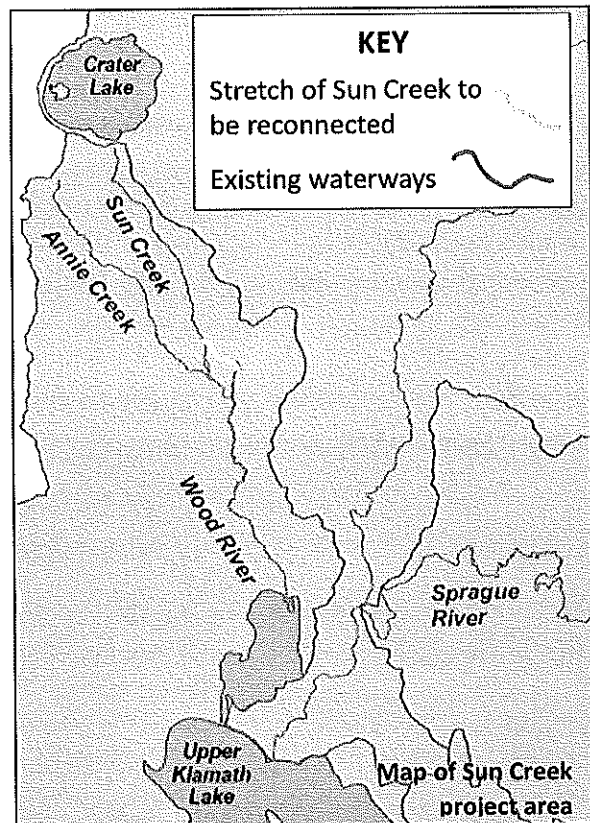 KEY
Stretch of Sun Creek to
be reconnected
Existing waterways
Crater
Lake
Sun Creek
Annie Creek
Wood River
Sprague
River
Upper
Klamath
Lake
Map of Sun Creek
project area